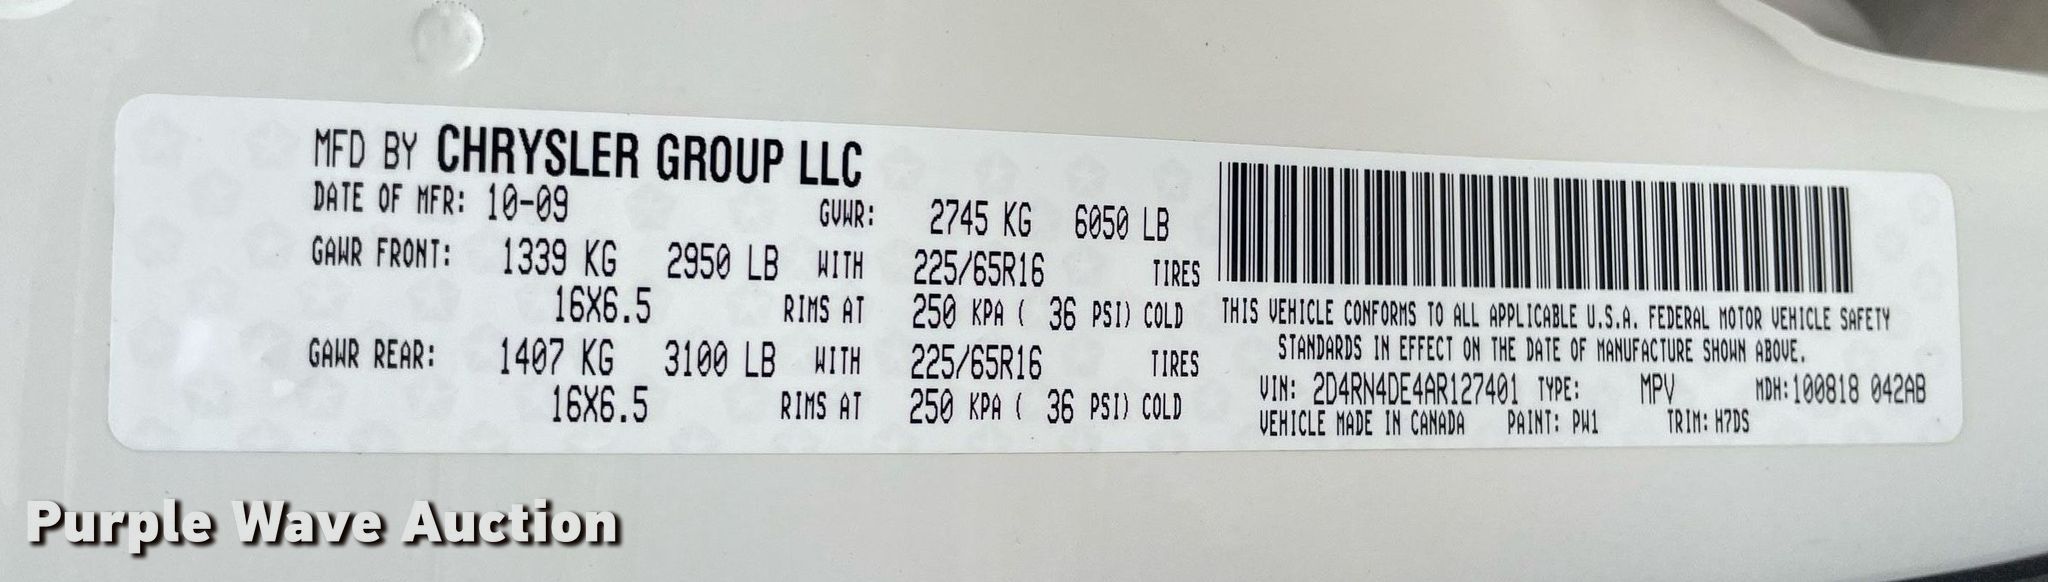 MFD BY CHRYSLER GROUP LLC
DATE OF MFR: 10-09 GVWR: 2745 KG 6050 LB
GAWR FRONT: 1339 KG 2950 LB WITH 225/65R16 TIRES
16X6.5 RIMS AT 250 KPA ( 36 PSI) COLD
GAWR REAR: 1407 KG 3100 LB WITH 225/65R16 TIRES
16X6.5 RIMS AT 250 KPA ( 36 PSI) COLD
THIS VEHICLE CONFORMS TO ALL APPLICABLE U.S.A. FEDERAL MOTOR VEHICLE SAFETY
STANDARDS IN EFFECT ON THE DATE OF MANUFACTURE SHOWN ABOVE.
VIN: 2D4RN4DE4AR127401 TYPE: MPV MDH: 100818 042AB
VEHICLE MADE IN CANADA PAINT: PW1 TRIM: H7DS
Purple Wave Auction